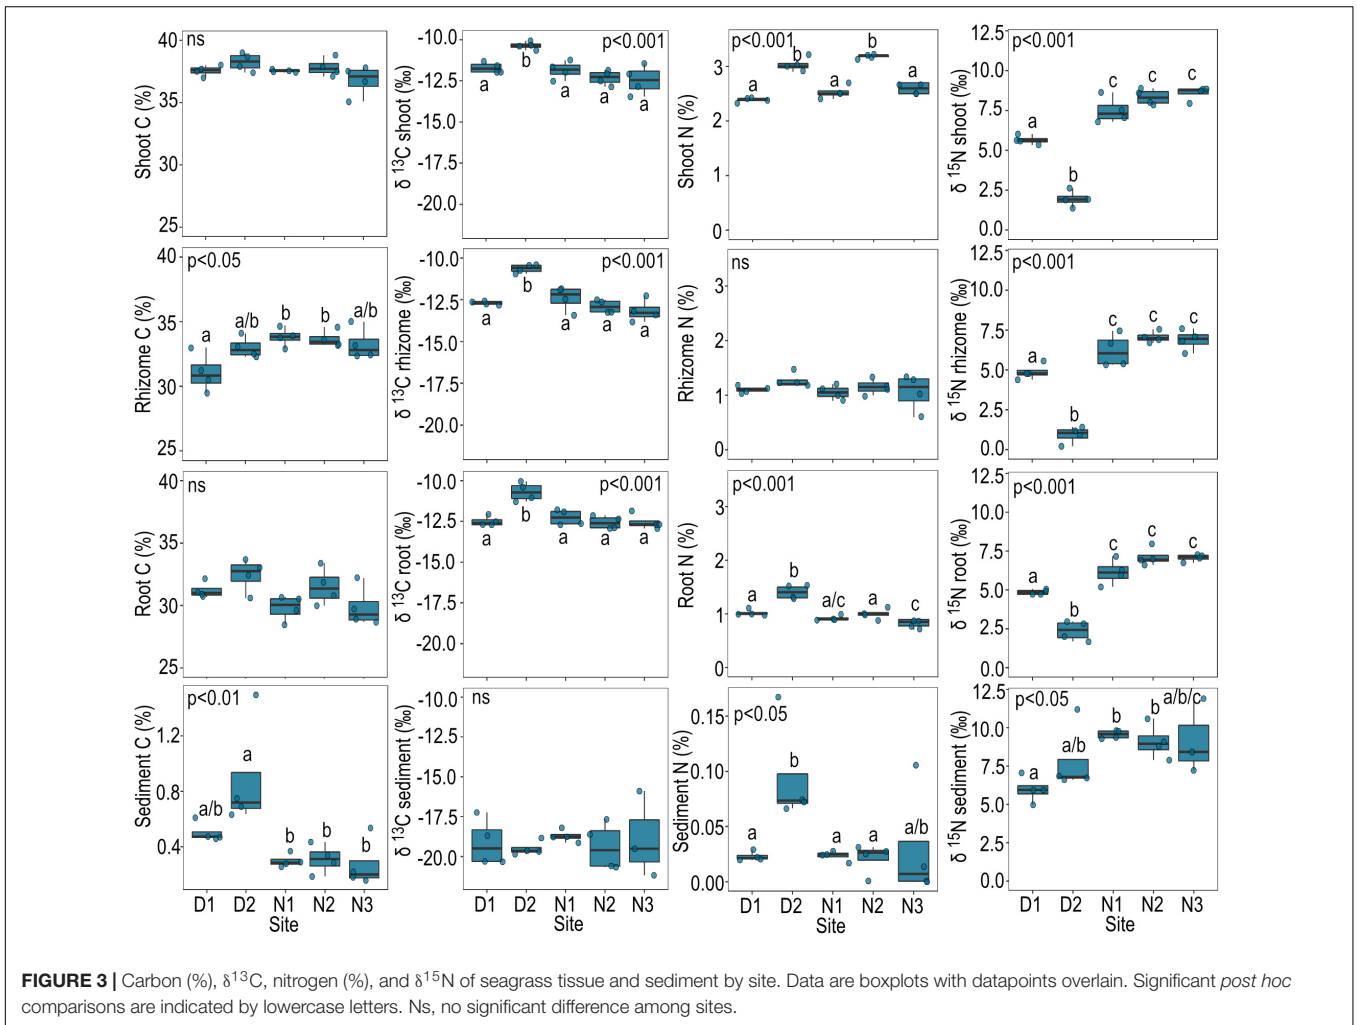 ns
40
35
30
25
Shoot C (%)
p<0.001
-10.0
-12.5
-15.0
-17.5
-20.0
δ 13C shoot (‰)
a b a a a
p<0.001
3
2
1
0
Shoot N (%)
a b a b a
p<0.001
12.5
10.0
7.5
5.0
2.5
0.0
δ 15N shoot (‰)
a b c c c
p<0.05
40
35
30
25
Rhizome C (%)
a a/b b b a/b
p<0.001
-10.0
-12.5
-15.0
-17.5
-20.0
δ 13C rhizome (‰)
a b a a a
ns
3
2
1
0
Rhizome N (%)
p<0.001
12.5
10.0
7.5
5.0
2.5
0.0
δ 15N rhizome (‰)
a b c c c
ns
40
35
30
25
Root C (%)
p<0.001
-10.0
-12.5
-15.0
-17.5
-20.0
δ 13C root (‰)
a b a a a
p<0.001
3
2
1
0
Root N (%)
a b a/c a c
p<0.001
12.5
10.0
7.5
5.0
2.5
0.0
δ 15N root (‰)
a b c c c
p<0.01
1.2
0.8
0.4
Sediment C (%)
a/b a b b b
D1 D2 N1 N2 N3
Site
ns
-10.0
-12.5
-15.0
-17.5
-20.0
δ 13C sediment (‰)
D1 D2 N1 N2 N3
Site
p<0.05
0.15
0.10
0.05
0.00
Sediment N (%)
a b a a a/b
D1 D2 N1 N2 N3
Site
p<0.05
12.5
10.0
7.5
5.0
2.5
0.0
δ 15N sediment (‰)
a a/b b b a/b/c
D1 D2 N1 N2 N3
Site
FIGURE 3 | Carbon (%), δ13C, nitrogen (%), and δ15N of seagrass tissue and sediment by site. Data are boxplots with datapoints overlain. Significant post hoc
comparisons are indicated by lowercase letters. Ns, no significant difference among sites.